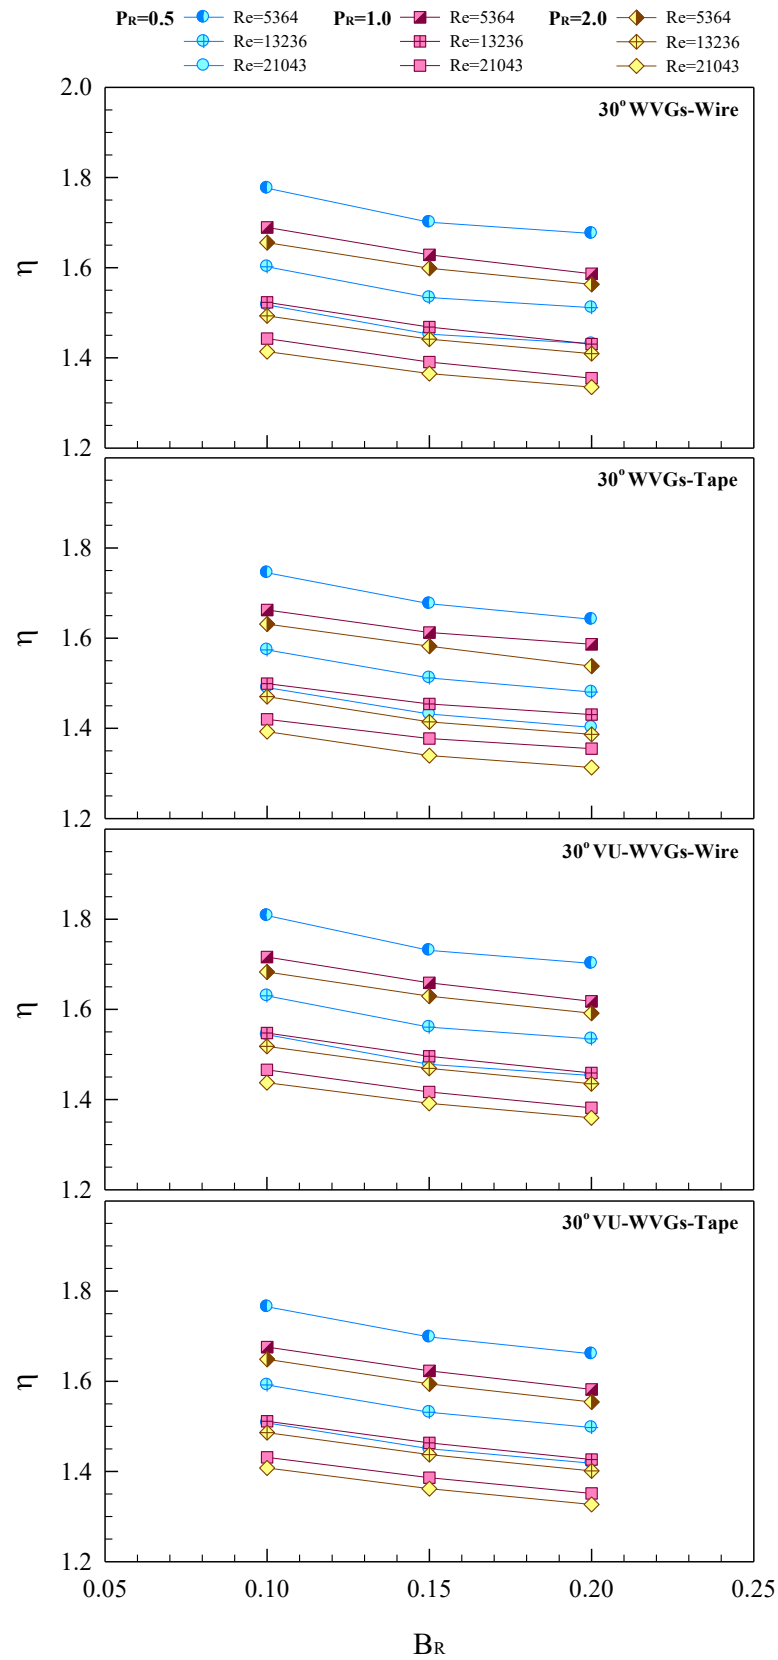 PR=0.5 Re=5364 PR=1.0 Re=5364 PR=2.0 Re=5364
Re=13236 Re=13236 Re=13236
Re=21043 Re=21043 Re=21043
2.0
30° WVGs-Wire
1.8
η
1.6
1.4
1.2
30° WVGs-Tape
1.8
η
1.6
1.4
1.2
30° VU-WVGs-Wire
1.8
η
1.6
1.4
1.2
30° VU-WVGs-Tape
1.8
η
1.6
1.4
1.2
0.05 0.10 0.15 0.20 0.25
BR